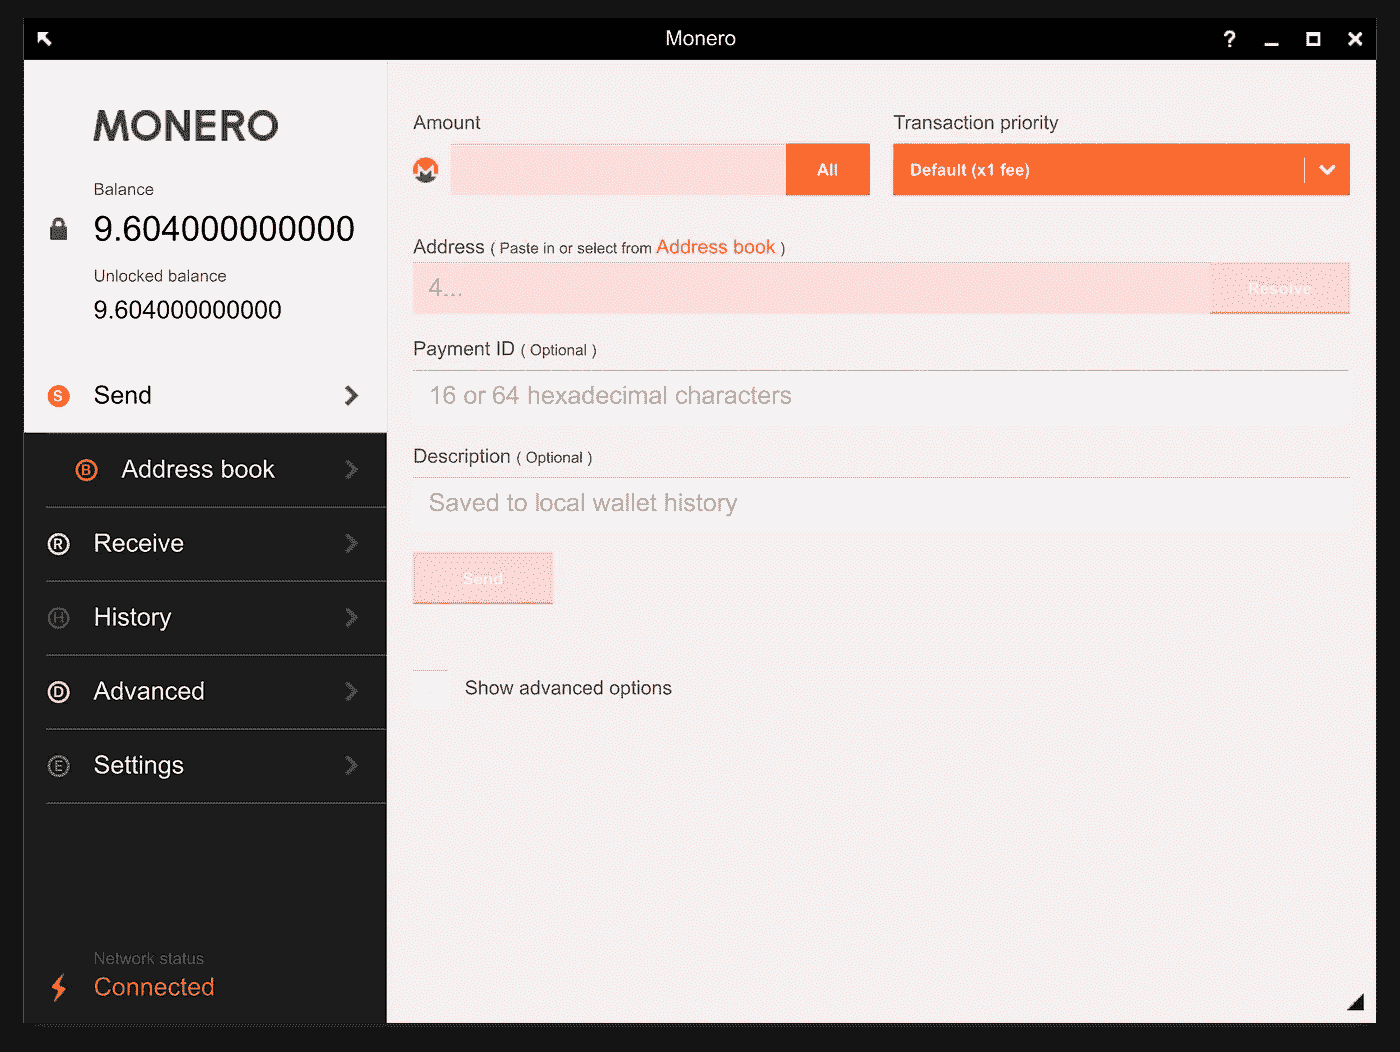 Monero
?
MONERO
Balance
9.604000000000
Unlocked balance
9.604000000000
S Send
B Address book
R Receive
H History
D Advanced
E Settings
Network status
Connected
Amount
All
Transaction priority
Default (x1 fee)
Address ( Paste in or select from Address book )
4...
Resolve
Payment ID ( Optional )
16 or 64 hexadecimal characters
Description ( Optional )
Saved to local wallet history
Send
Show advanced options